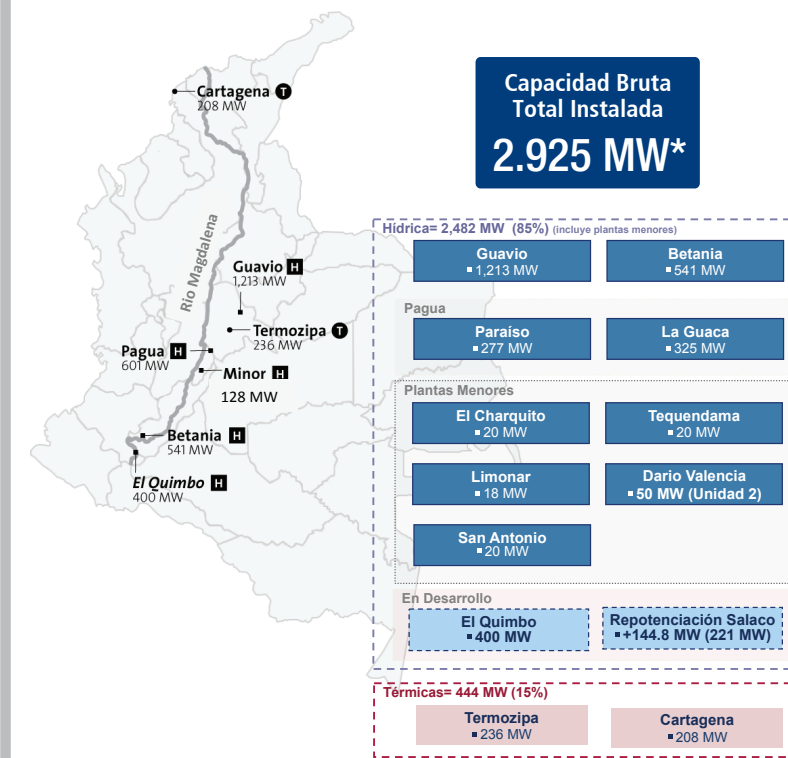 Cartagena T
208 MW
Río Magdalena
Guavio H
1,213 MW
Termozipa T
236 MW
Pagua H
601 MW
Minor H
128 MW
Betania H
541 MW
El Quimbo H
400 MW
Capacidad Bruta
Total Instalada
2.925 MW*
Hídrica= 2,482 MW (85%) (incluye plantas menores)
Guavio
1,213 MW
Betania
541 MW
Pagua
Paraíso
277 MW
La Guaca
325 MW
Plantas Menores
El Charquito
20 MW
Tequendama
20 MW
Limonar
18 MW
Dario Valencia
50 MW (Unidad 2)
San Antonio
20 MW
En Desarrollo
El Quimbo
400 MW
Repotenciación Salaco
+144.8 MW (221 MW)
Térmicas= 444 MW (15%)
Termozipa
236 MW
Cartagena
208 MW